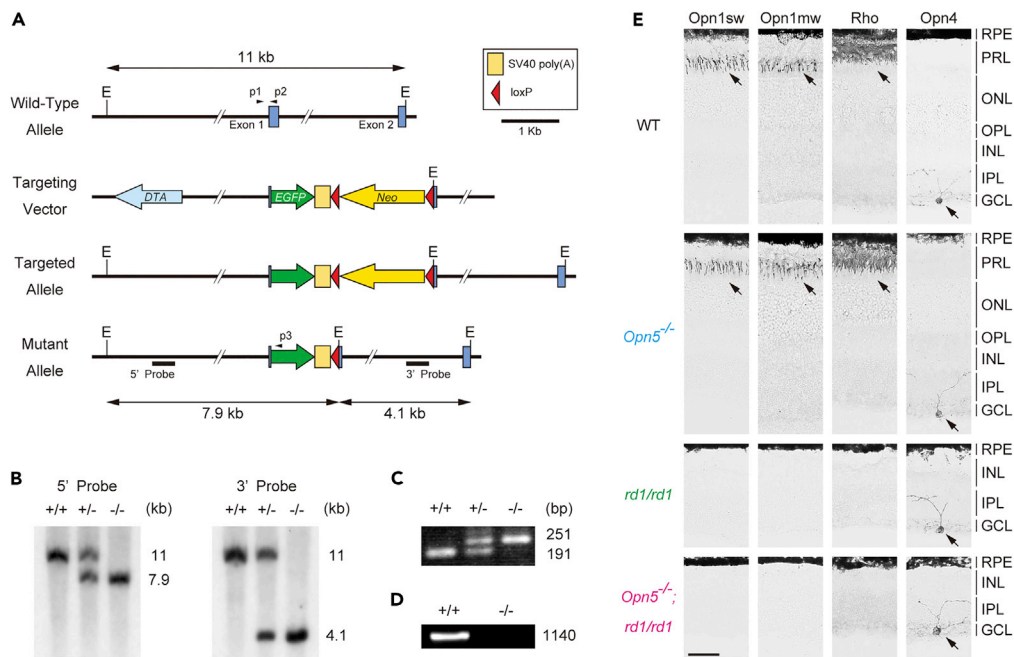 A
11 kb
E
E
p1
p2
Wild-Type
Allele
Exon 1
Exon 2
SV40 poly(A)
loxP
1 Kb
Targeting
Vector
DTA
EGFP
Neo
E
Targeted
Allele
E
E
E
Mutant
Allele
E
p3
E
E
5' Probe
3' Probe
7.9 kb
4.1 kb
B
5' Probe
+/+ +/- -/- (kb)
11
7.9
3' Probe
+/+ +/- -/- (kb)
11
4.1
C
+/+ +/- -/- (bp)
251
191
D
+/+ -/-
1140
E
Opn1sw Opn1mw Rho Opn4
WT
RPE
PRL
ONL
OPL
INL
IPL
GCL
Opn5-/-
RPE
PRL
ONL
OPL
INL
IPL
GCL
rd1/rd1
RPE
INL
IPL
GCL
Opn5-/-;
rd1/rd1
RPE
INL
IPL
GCL